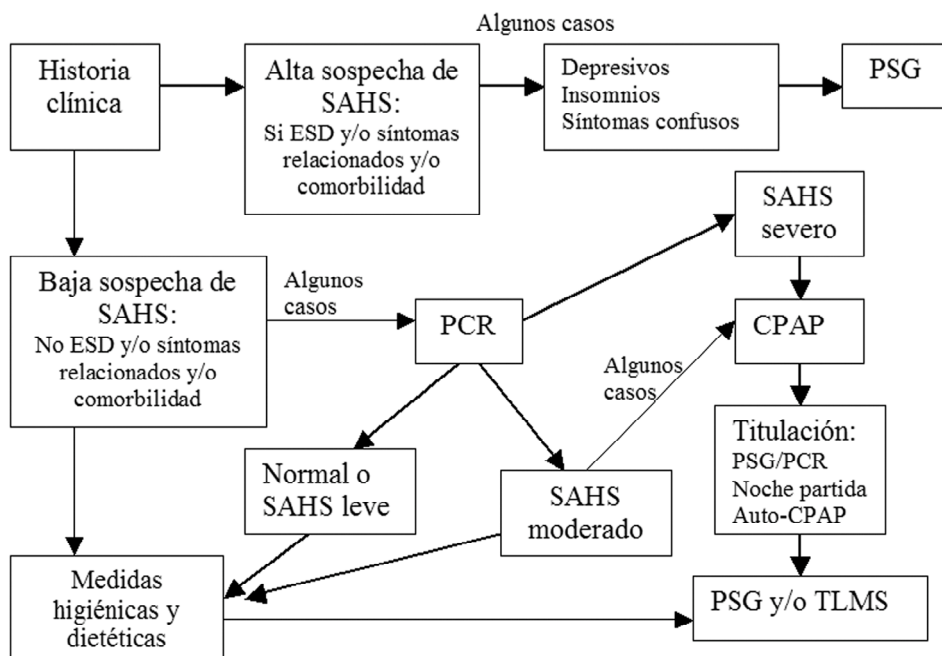 Algunos casos
Historia
clínica
Alta sospecha de
SAHS:
Si ESD y/o síntomas
relacionados y/o
comorbilidad
Depresivos
Insomnios
Síntomas confusos
PSG
Baja sospecha de
SAHS:
No ESD y/o síntomas
relacionados y/o
comorbilidad
Algunos
casos
PCR
SAHS
severo
CPAP
Algunos
casos
Normal o
SAHS leve
SAHS
moderado
Titulación:
PSG/PCR
Noche partida
Auto-CPAP
Medidas
higiénicas y
dietéticas
PSG y/o TLMS